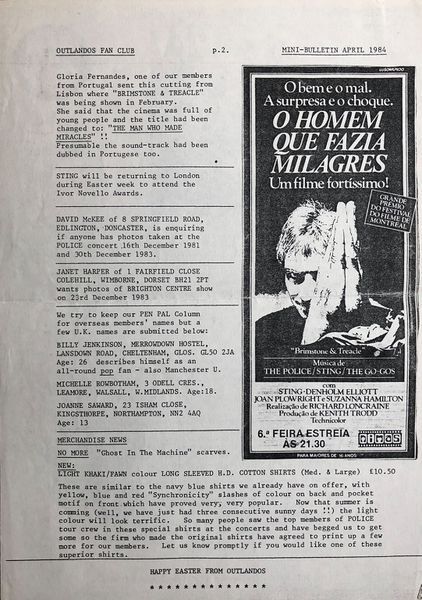 OUTLANDOS FAN CLUB p.2. MINI-BULLETIN APRIL 1984
Gloria Fernandes, one of our members
from Portugal sent this cutting from
Lisbon where "BRIMSTONE & TREACLE"
was being shown in February.
She said that the cinema was full of
young people and the title had been
changed to: "THE MAN WHO MADE
MIRACLES" !!
Presumable the sound-track had been
dubbed in Portugese too.
STING will be returning to London
during Easter week to attend the
Ivor Novello Awards.
DAVID McKEE of 8 SPRINGFIELD ROAD,
EDLINGTON, DONCASTER, is enquiring
if anyone has photos taken at the
POLICE concert 16th December 1981
and 30th December 1983.
JANET HARPER of 1 FAIRFIELD CLOSE
COLEHILL, WIMBORNE, DORSET BH21 2PT
wants photos of BRIGHTON CENTRE show
on 23rd December 1983
We try to keep our PEN PAL Column
for overseas members' names but a
few U.K. names are submitted below:
BILLY JENKINSON, MERROWDOWN HOSTEL,
LANSDOWN ROAD, CHELTENHAM, GLOS. GL50 2JA
Age: 26 describes himself as an
all-round pop fan - also Manchester U.
MICHELLE ROWBOTHAM, 3 ODELL CRES.,
LEAMORE, WALSALL, W.MIDLANDS. Age:18.
JOANNE SAWARD, 23 ISHAM CLOSE,
KINGSTHORPE, NORTHAMPTON, NN2 4AQ
Age: 13
MERCHANDISE NEWS
NO MORE "Ghost In The Machine" scarves.
NEW:
LIGHT KHAKI/FAWN colour LONG SLEEVED H.D. COTTON SHIRTS (Med. & Large) £10.50
These are similar to the navy blue shirts we already have on offer, with
yellow, blue and red "Synchronicity" slashes of colour on back and pocket
motif on front which have proved very, very popular. Now that summer is
comming (well, we have just had three consecutive sunny days !!) the light
colour will look terrific. So many people saw the top members of POLICE
tour crew in these special shirts at the concerts and have begged us to get
some so the firm who made the original shirts have agreed to print up a few
more for our members. Let us know promptly if you would like one of these
superior shirts.
HAPPY EASTER FROM OUTLANDOS
* * * * * * * * * * * * * *
LUSOMUNDO
O bem e o mal.
A surpresa e o choque.
O HOMEM
QUE FAZIA
MILAGRES
Um filme fortíssimo!
GRANDE
PREMIO
DO FESTIVAL
DO FILME DE
MONTREAL
"Brimstone & Treacle"
Musica de
THE POLICE/STING/THE GO-GOS
com
STING·DENHOLM ELLIOTT
JOAN PLOWRIGHT e SUZANNA HAMILTON
Realização de RICHARD LONCRAINE
Produção de KENITH TRODD
Technicolor
6.ª FEIRA ESTREÍA
ÀS 21.30
PARA MAIORES DE 16 ANOS